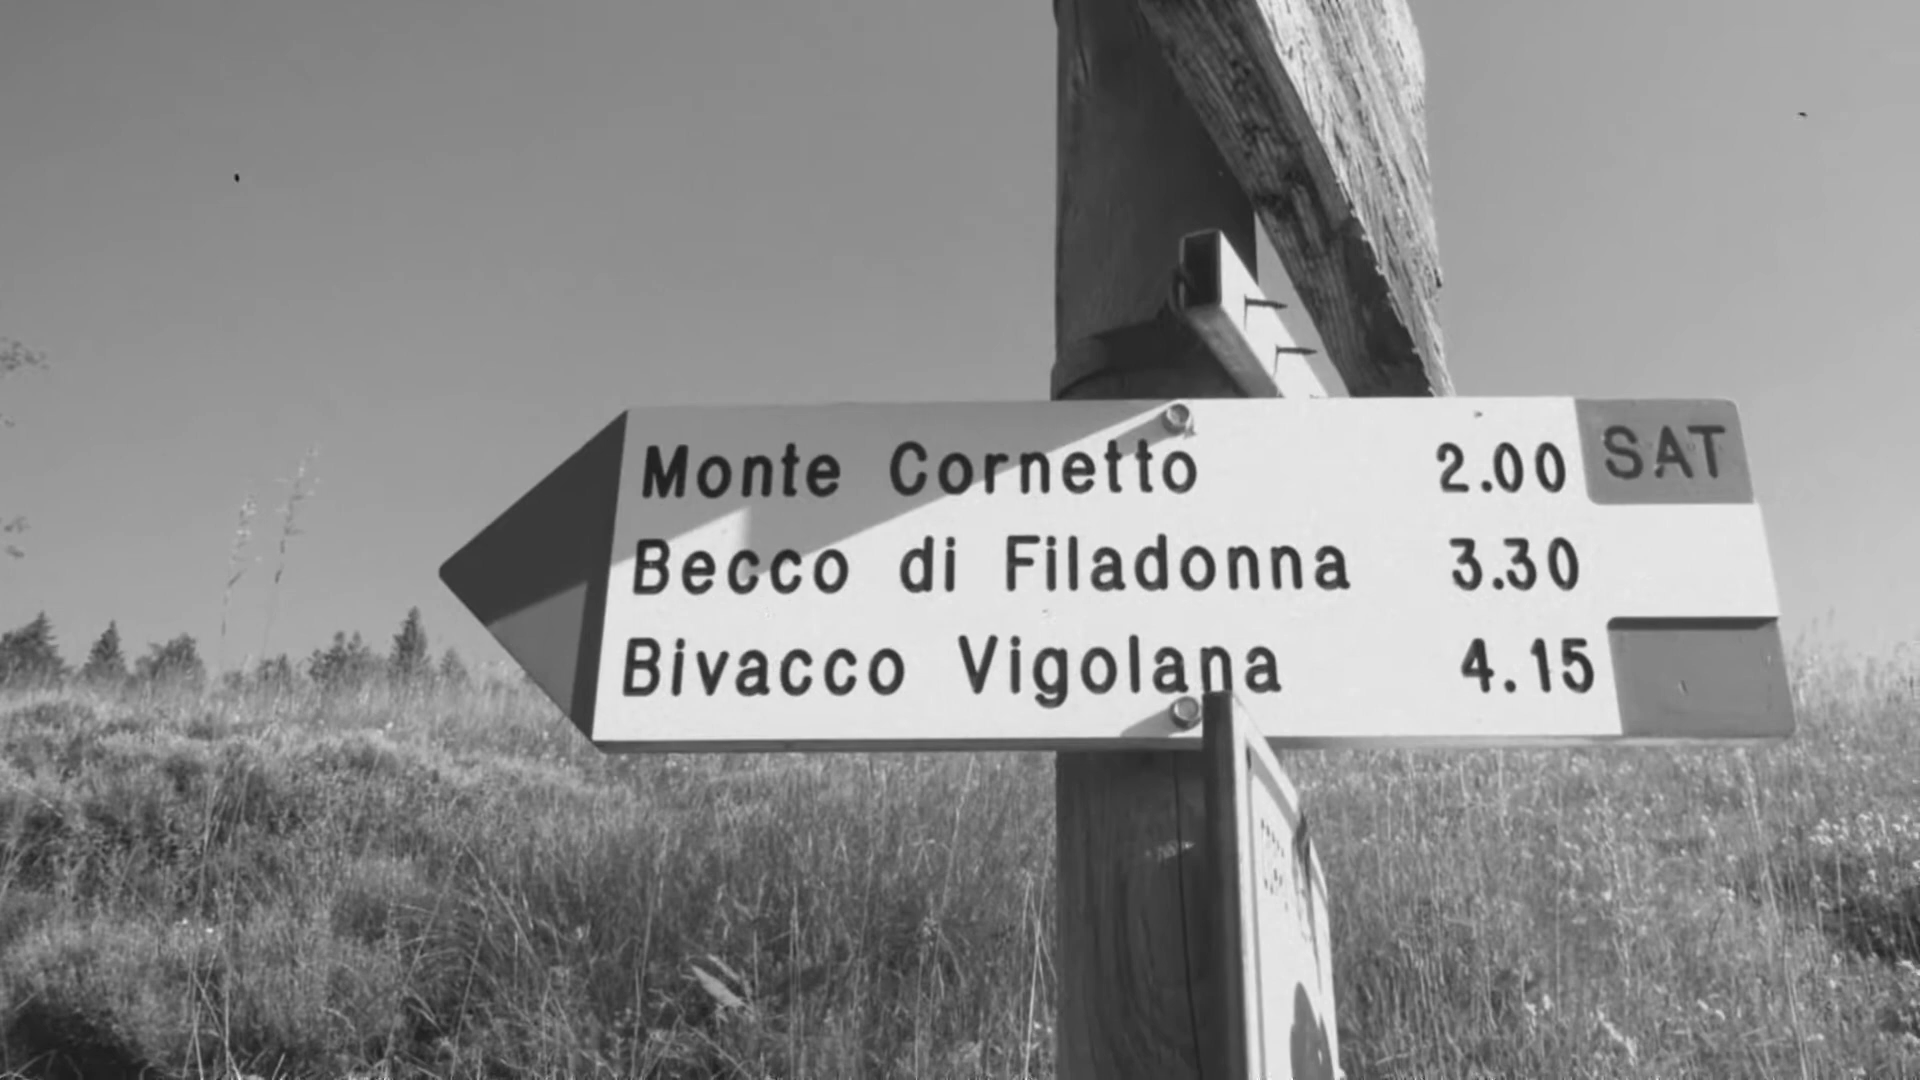 Monte Cornetto 2.00 SAT
Becco di Filadonna 3.30
Bivacco Vigolana 4.15